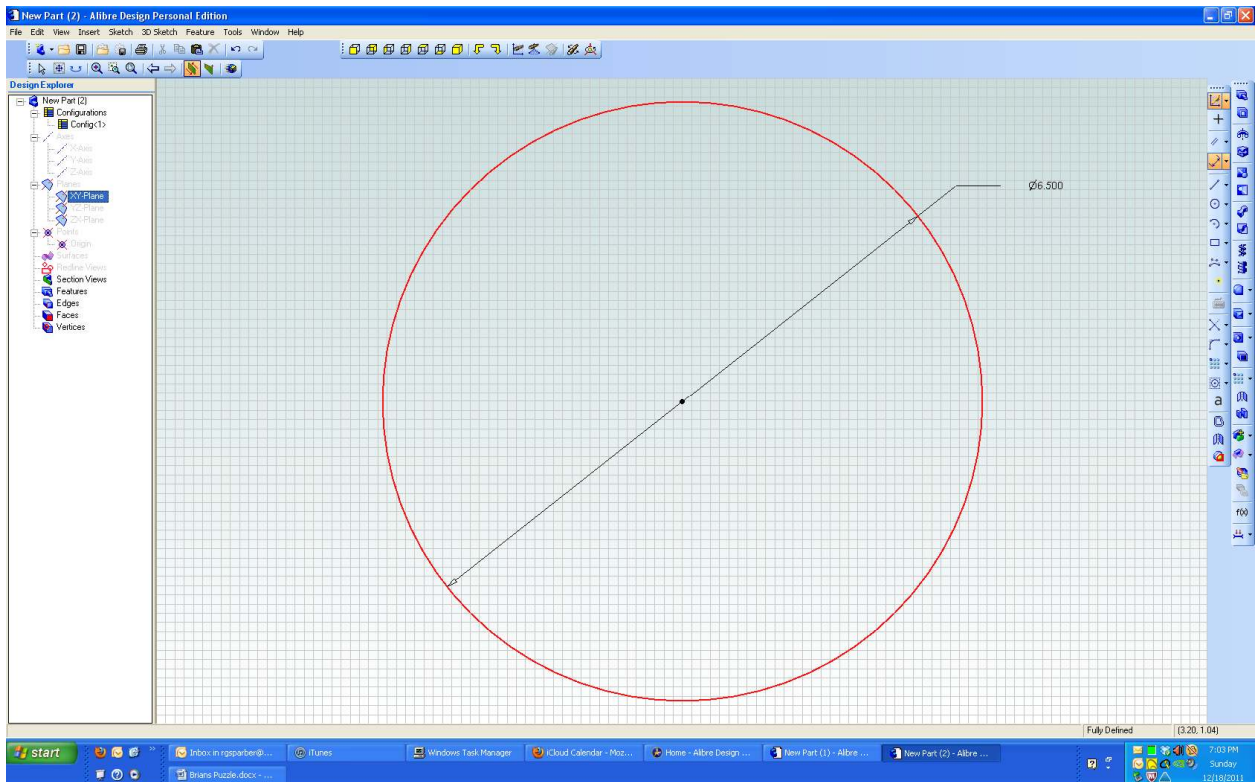 New Part (2) - Alibre Design Personal Edition
File Edit View Insert Sketch 3D Sketch Feature Tools Window Help
Design Explorer
New Part (2)
Configurations
Config<1>
Axes
X-Axis
Y-Axis
Z-Axis
Planes
XY-Plane
YZ-Plane
ZX-Plane
Points
Origin
Surfaces
Redline Views
Section Views
Features
Edges
Faces
Vertices
Ø6.500
a
f(x)
Fully Defined (3.20, 1.04)
start
Inbox in rgsparber@... iTunes Windows Task Manager iCloud Calendar - Moz... Home - Alibre Design ... New Part (1) - Alibre ... New Part (2) - Alibre ...
Brians Puzzle.docx - ...
7:03 PM
Sunday
12/18/2011